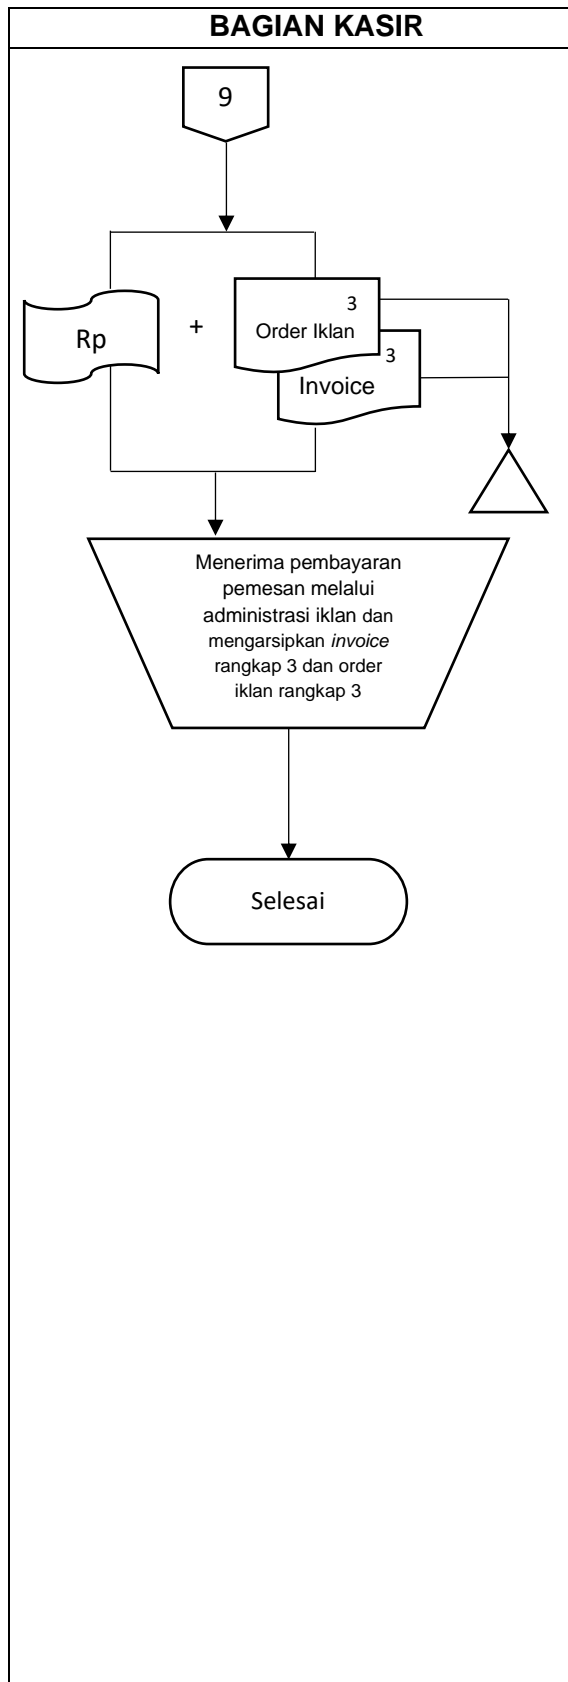 BAGIAN KASIR
9
Rp
+
3
Order Iklan
3
Invoice
Menerima pembayaran
pemesan melalui
administrasi iklan dan
mengarsipkan invoice
rangkap 3 dan order
iklan rangkap 3
Selesai